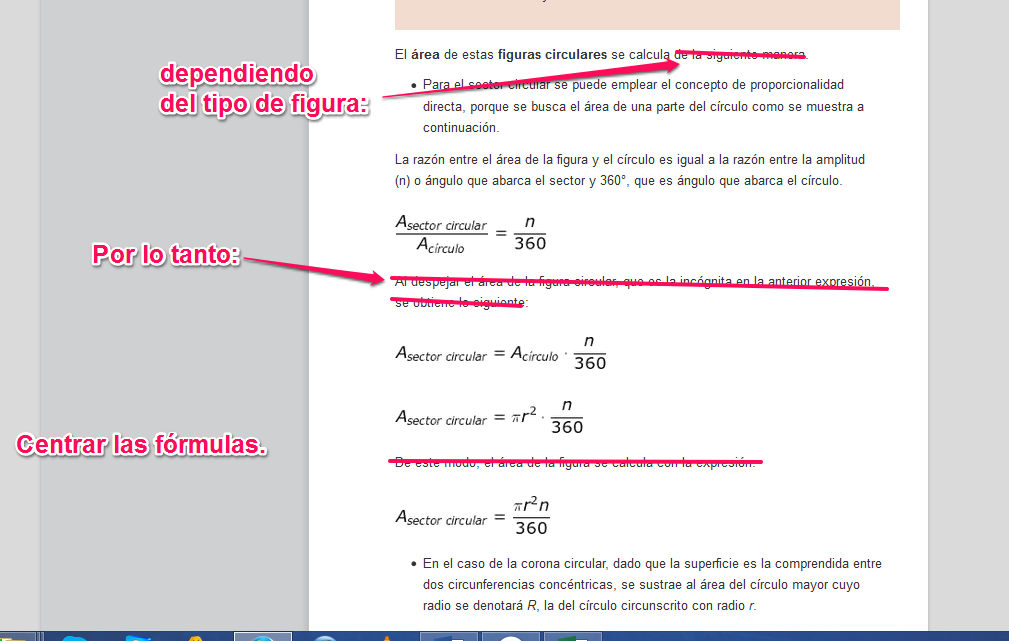 El área de estas figuras circulares se calcula de la siguiente manera.
dependiendo
del tipo de figura:
• Para el sector circular se puede emplear el concepto de proporcionalidad
directa, porque se busca el área de una parte del círculo como se muestra a
continuación.
La razón entre el área de la figura y el círculo es igual a la razón entre la amplitud
(n) o ángulo que abarca el sector y 360°, que es ángulo que abarca el círculo.
A sector circular / A círculo = n / 360
Por lo tanto:
Al despejar el área de la figura circular, que es la incógnita en la anterior expresión,
se obtiene lo siguiente:
A sector circular = A círculo · n / 360
A sector circular = πr² · n / 360
Centrar las fórmulas.
De este modo, el área de la figura se calcula con la expresión:
A sector circular = πr²n / 360
• En el caso de la corona circular, dado que la superficie es la comprendida entre
dos circunferencias concéntricas, se sustrae al área del círculo mayor cuyo
radio se denotará R, la del círculo circunscrito con radio r.